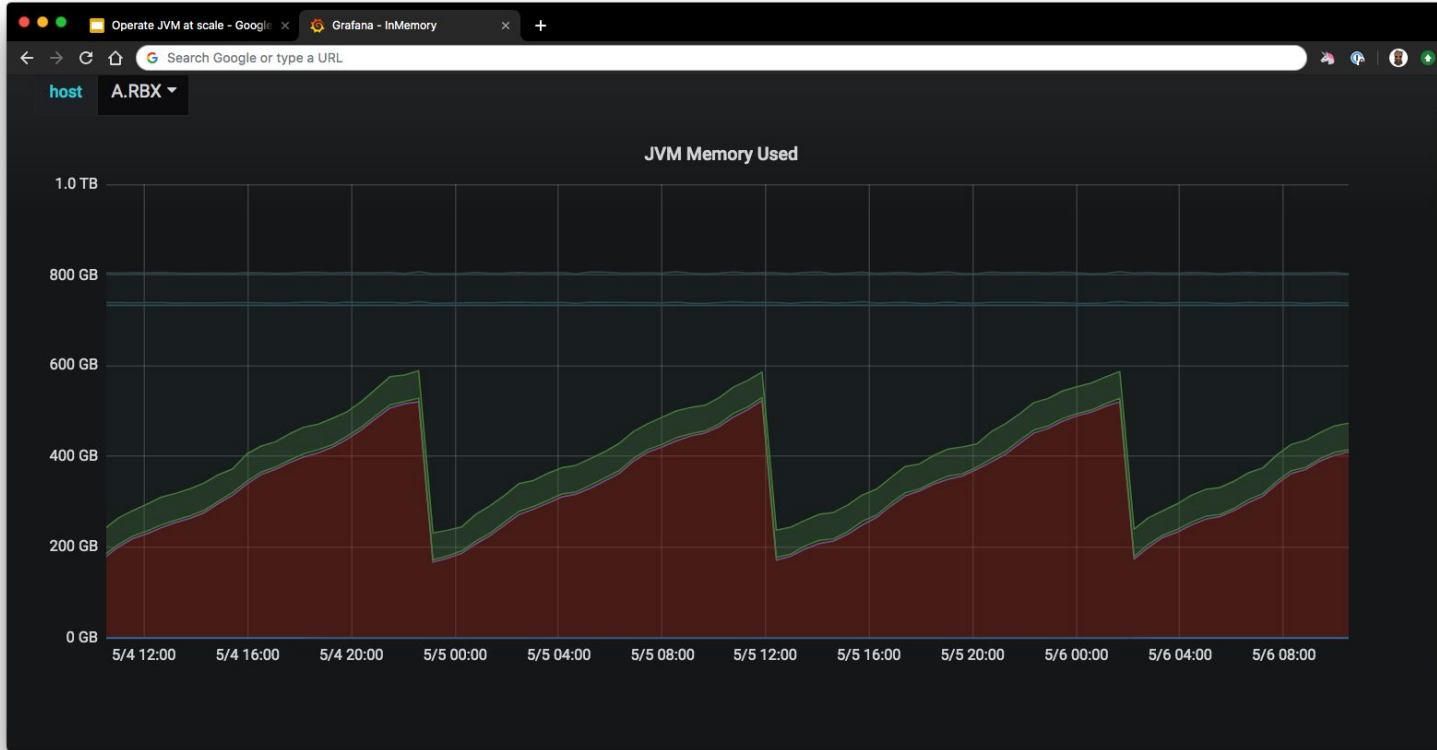 Operate JVM at scale - Google
Grafana - InMemory
Search Google or type a URL
host A.RBX
JVM Memory Used
1.0 TB
800 GB
600 GB
400 GB
200 GB
0 GB
5/4 12:00 5/4 16:00 5/4 20:00 5/5 00:00 5/5 04:00 5/5 08:00 5/5 12:00 5/5 16:00 5/5 20:00 5/6 00:00 5/6 04:00 5/6 08:00